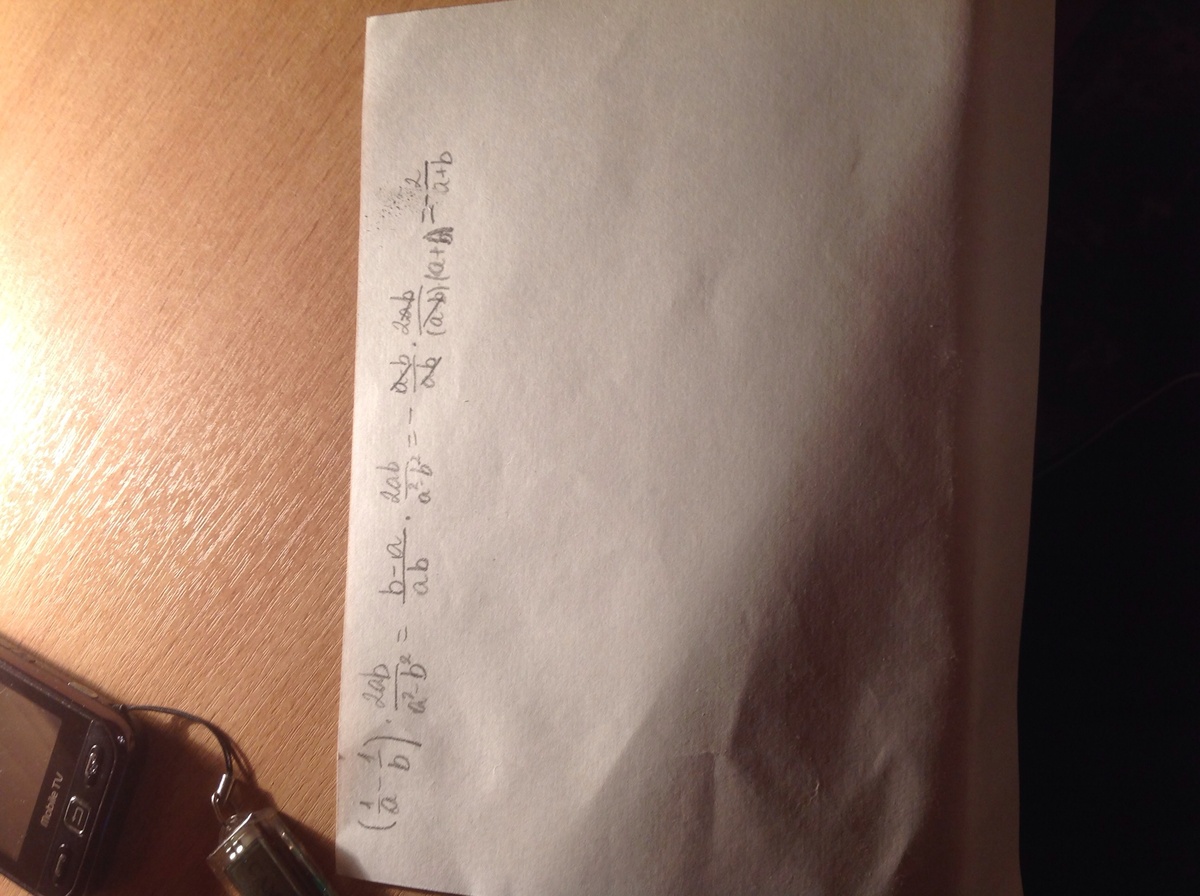 (1/a - 1/b) · 2ab/(a²-b²) = (b-a)/ab · 2ab/(a²-b²) = - (a-b)/ab · 2ab/((a-b)(a+b)) = -2/(a+b)
Mobile TV